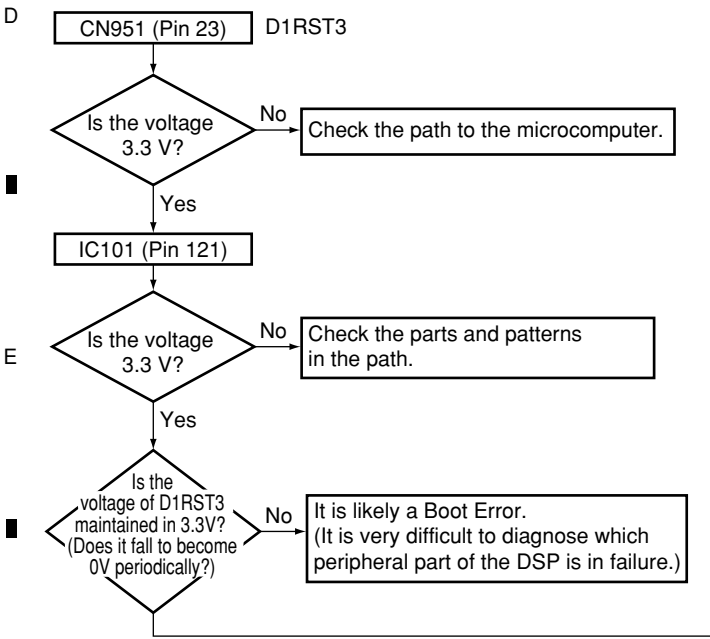 D
CN951 (Pin 23) D1RST3
Is the voltage
3.3 V?
No
Check the path to the microcomputer.
Yes
IC101 (Pin 121)
E
Is the voltage
3.3 V?
No
Check the parts and patterns
in the path.
Yes
Is the
voltage of D1RST3
maintained in 3.3V?
(Does it fall to become
0V periodically?)
No
It is likely a Boot Error.
(It is very difficult to diagnose which
peripheral part of the DSP is in failure.)